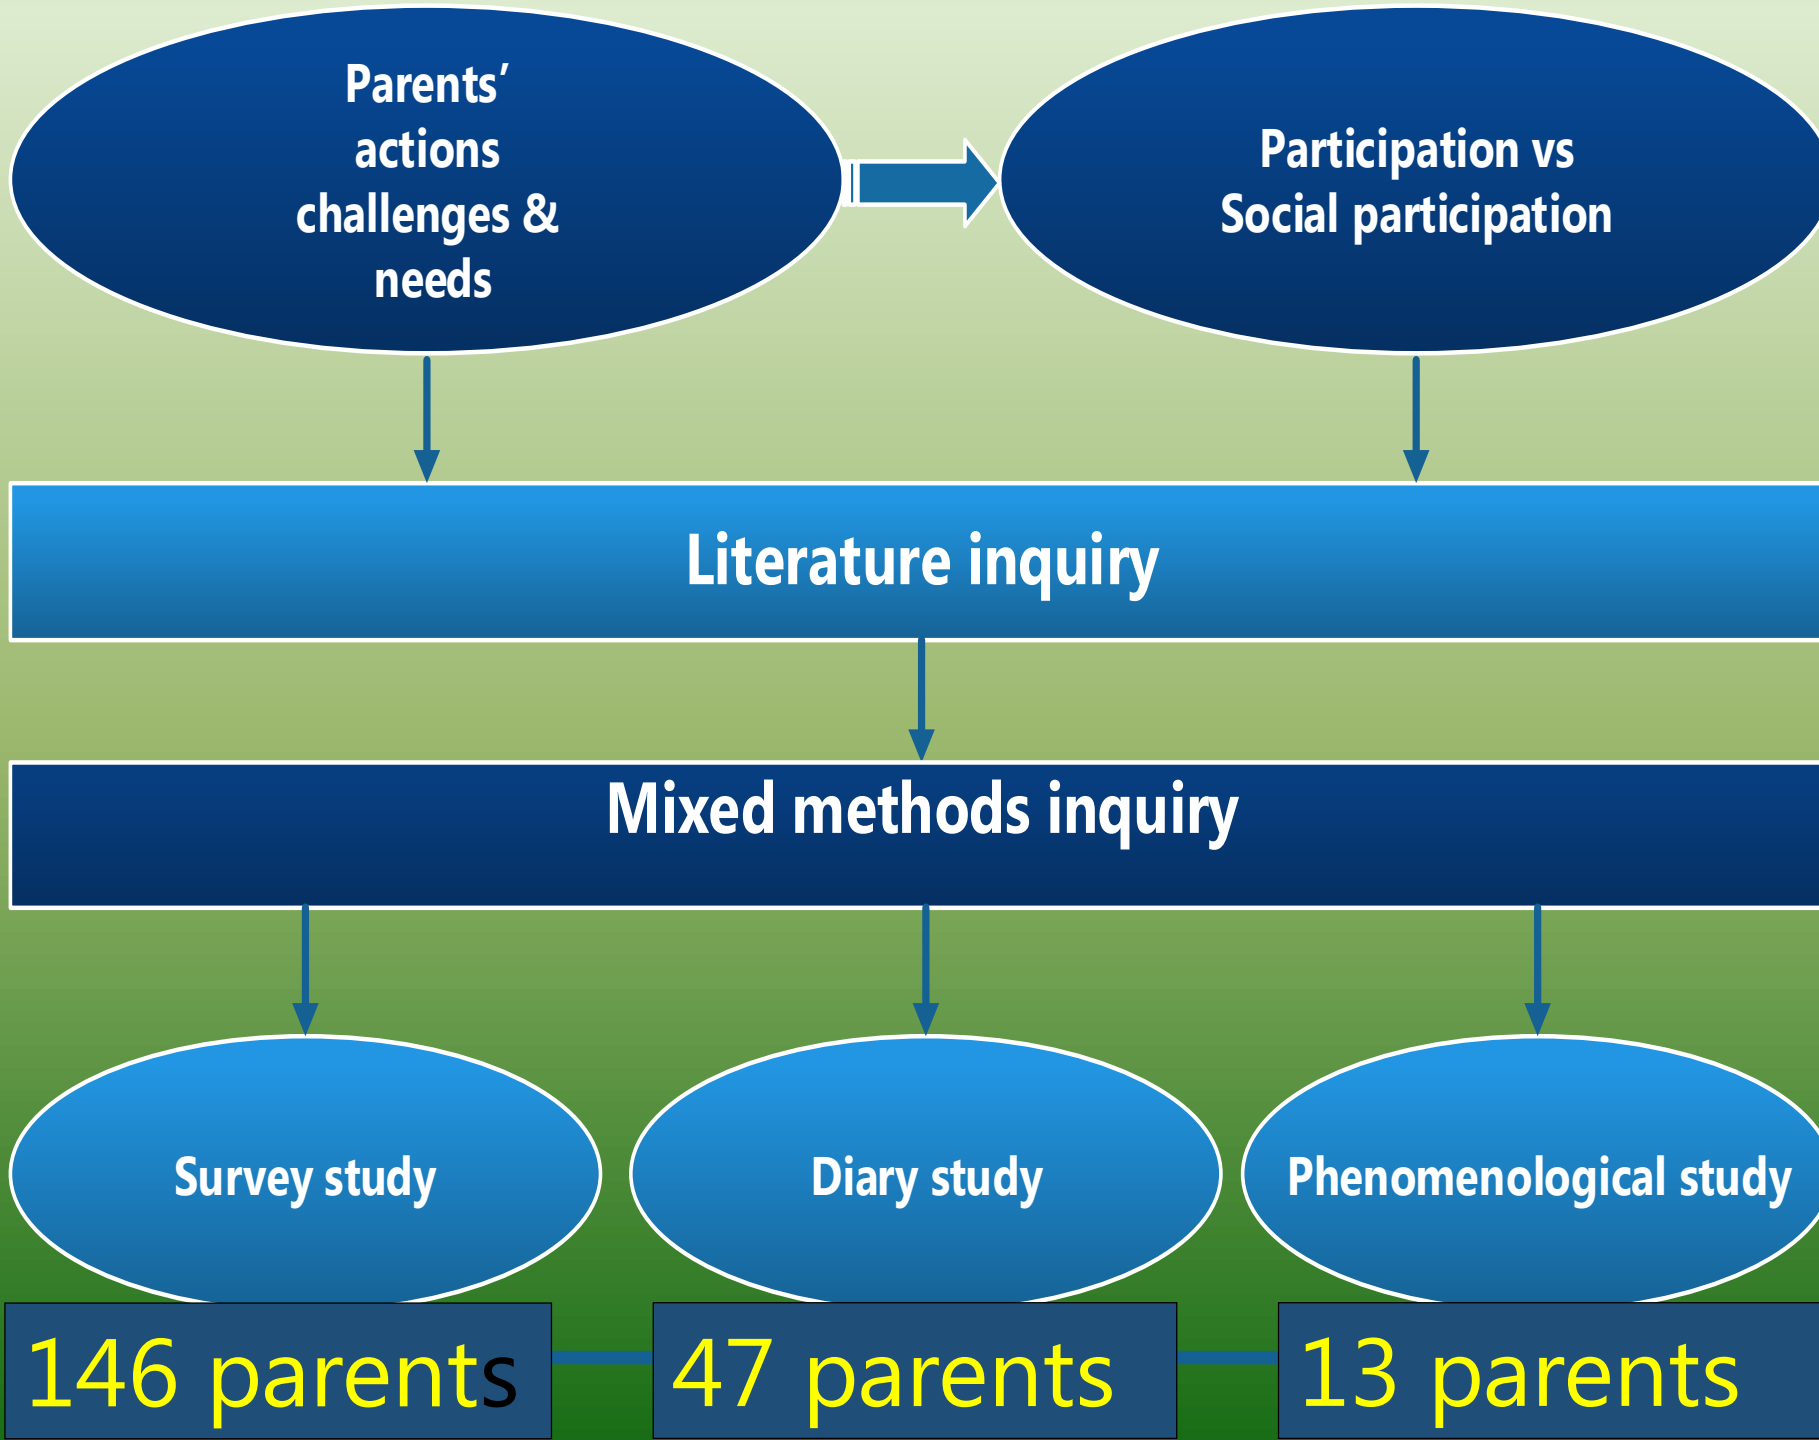 Parents’
actions
challenges &
needs
Participation vs
Social participation
Literature inquiry
Mixed methods inquiry
Survey study
Diary study
Phenomenological study
146 parents
47 parents
13 parents